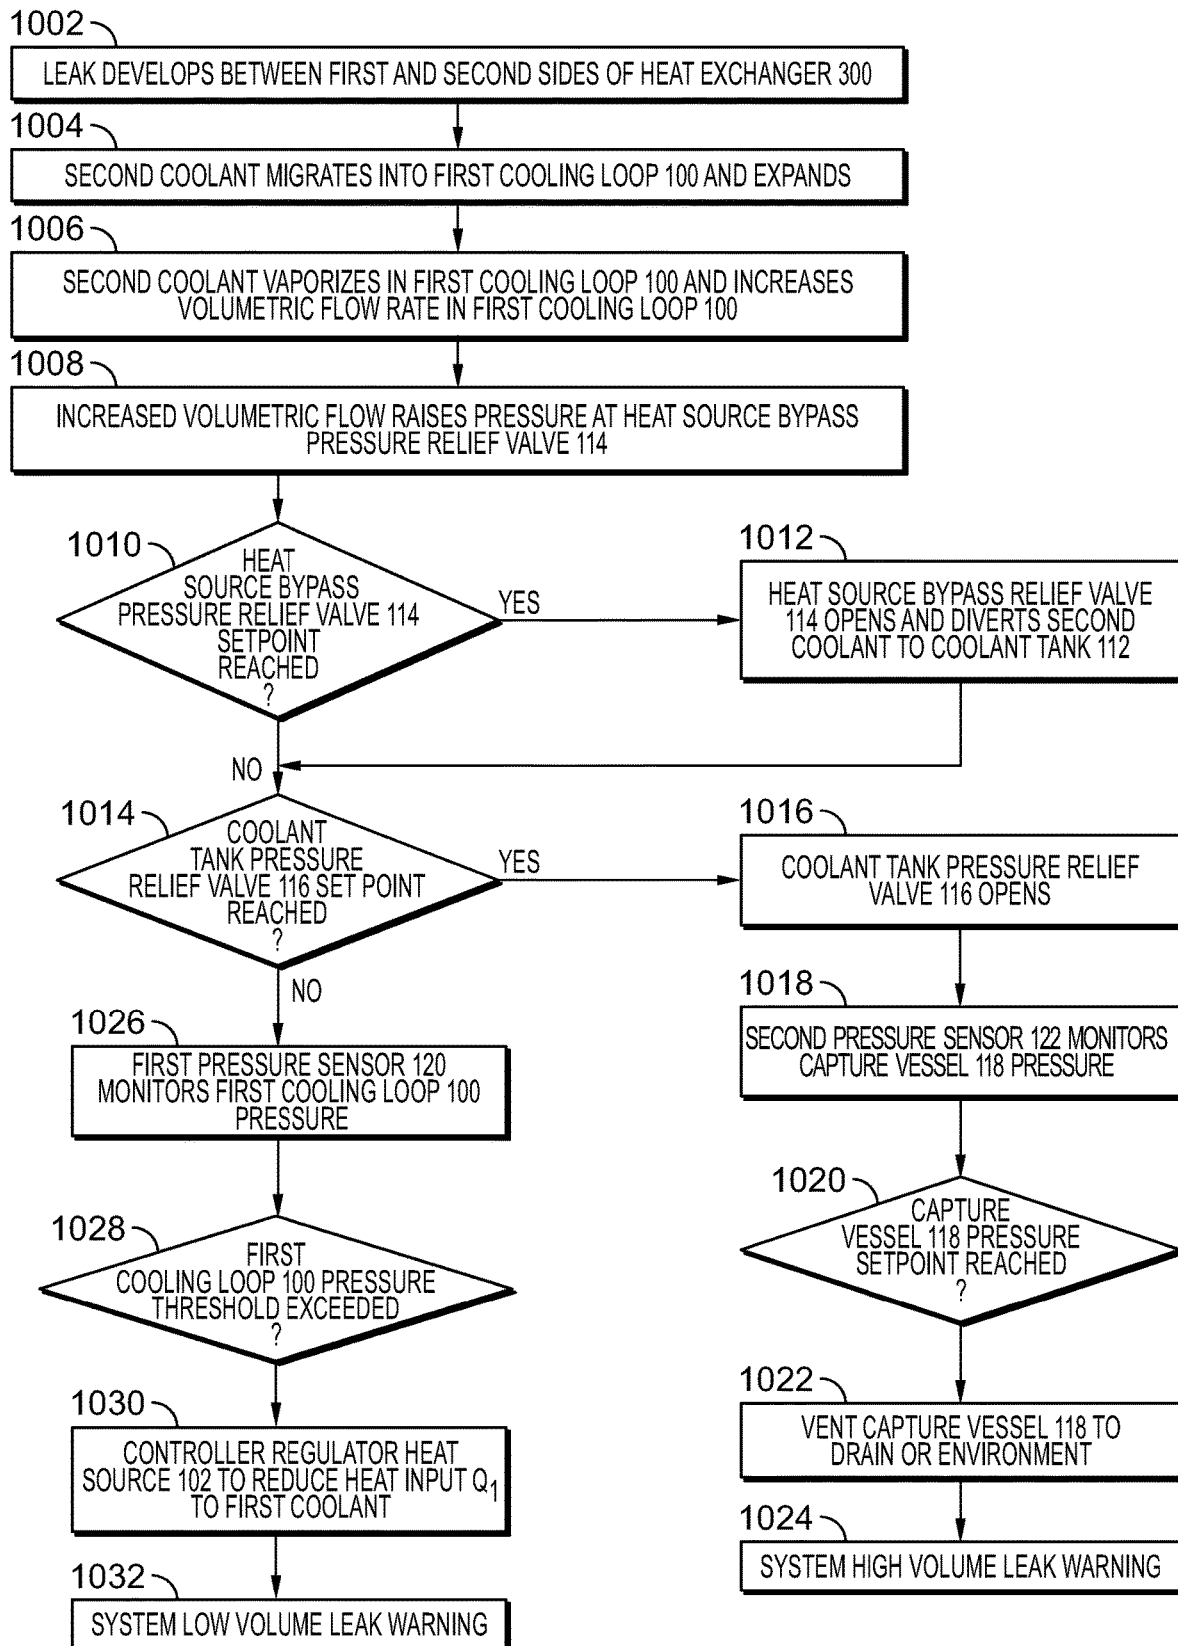 1002
LEAK DEVELOPS BETWEEN FIRST AND SECOND SIDES OF HEAT EXCHANGER 300
1004
SECOND COOLANT MIGRATES INTO FIRST COOLING LOOP 100 AND EXPANDS
1006
SECOND COOLANT VAPORIZES IN FIRST COOLING LOOP 100 AND INCREASES
VOLUMETRIC FLOW RATE IN FIRST COOLING LOOP 100
1008
INCREASED VOLUMETRIC FLOW RAISES PRESSURE AT HEAT SOURCE BYPASS
PRESSURE RELIEF VALVE 114
1010
HEAT
SOURCE BYPASS
PRESSURE RELIEF VALVE 114
SETPOINT
REACHED
?
YES
NO
1012
HEAT SOURCE BYPASS RELIEF VALVE
114 OPENS AND DIVERTS SECOND
COOLANT TO COOLANT TANK 112
1014
COOLANT
TANK PRESSURE
RELIEF VALVE 116 SET POINT
REACHED
?
YES
NO
1016
COOLANT TANK PRESSURE RELIEF
VALVE 116 OPENS
1018
SECOND PRESSURE SENSOR 122 MONITORS
CAPTURE VESSEL 118 PRESSURE
1020
CAPTURE
VESSEL 118 PRESSURE
SETPOINT REACHED
?
1022
VENT CAPTURE VESSEL 118 TO
DRAIN OR ENVIRONMENT
1024
SYSTEM HIGH VOLUME LEAK WARNING
1026
FIRST PRESSURE SENSOR 120
MONITORS FIRST COOLING LOOP 100
PRESSURE
1028
FIRST
COOLING LOOP 100 PRESSURE
THRESHOLD EXCEEDED
?
1030
CONTROLLER REGULATOR HEAT
SOURCE 102 TO REDUCE HEAT INPUT Q1
TO FIRST COOLANT
1032
SYSTEM LOW VOLUME LEAK WARNING